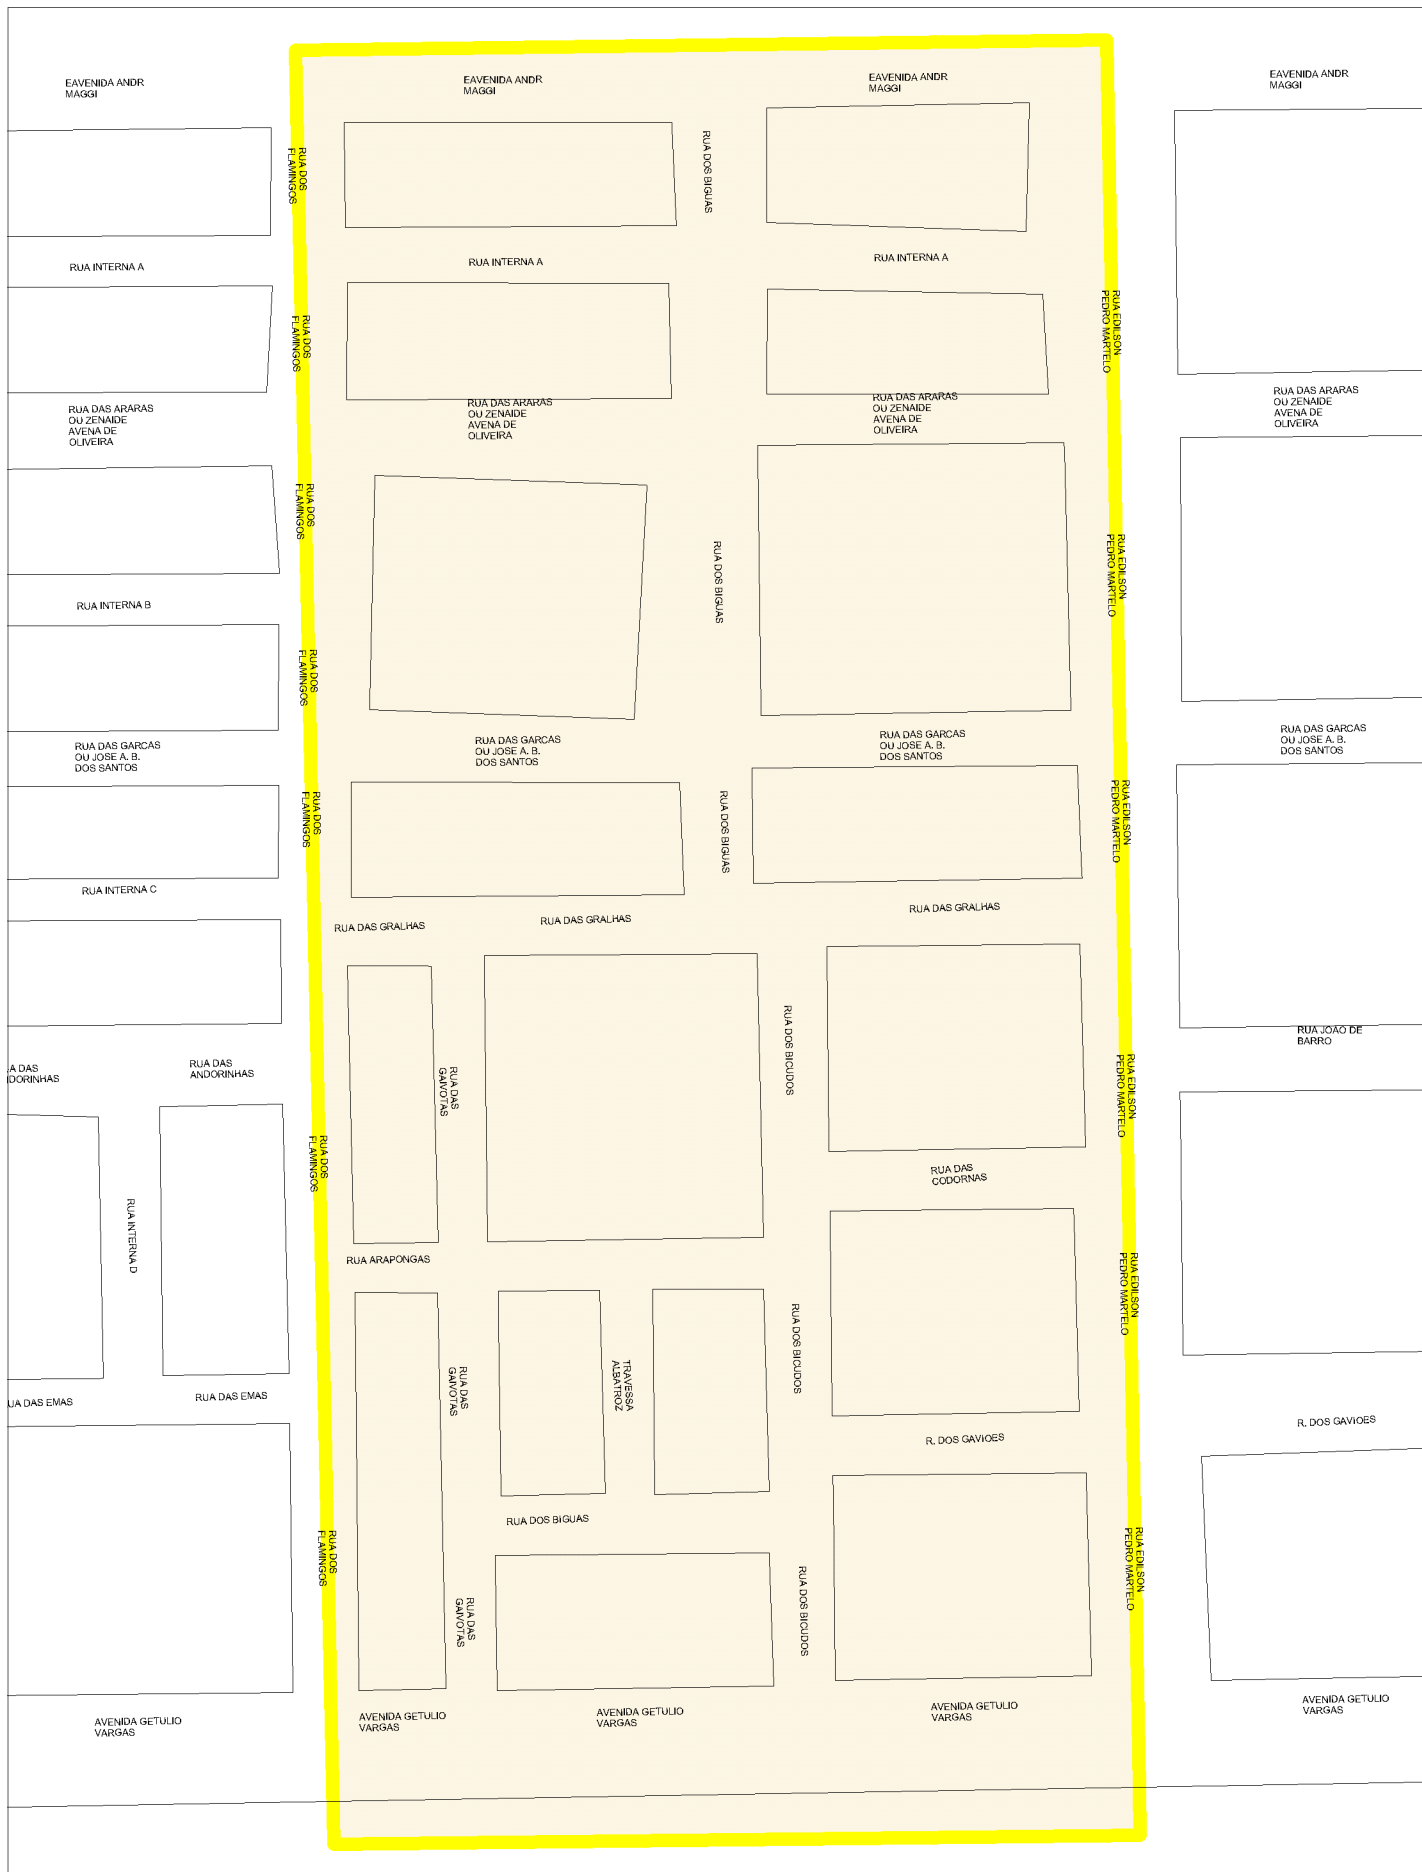 EAVENIDA ANDR
MAGGI
EAVENIDA ANDR
MAGGI
EAVENIDA ANDR
MAGGI
EAVENIDA ANDR
MAGGI
RUA DOS
FLAMINGOS
RUA DOS BIGUAS
RUA INTERNA A
RUA INTERNA A
RUA INTERNA A
RUA DOS
FLAMINGOS
RUA EDILSON
PEDRO MARTELO
RUA DAS ARARAS
OU ZENAIDE
AVENA DE
OLIVEIRA
RUA DAS ARARAS
OU ZENAIDE
AVENA DE
OLIVEIRA
RUA DAS ARARAS
OU ZENAIDE
AVENA DE
OLIVEIRA
RUA DAS ARARAS
OU ZENAIDE
AVENA DE
OLIVEIRA
RUA DOS
FLAMINGOS
RUA DOS BIGUAS
RUA EDILSON
PEDRO MARTELO
RUA INTERNA B
RUA DOS
FLAMINGOS
RUA DAS GARCAS
OU JOSE A. B.
DOS SANTOS
RUA DAS GARCAS
OU JOSE A. B.
DOS SANTOS
RUA DAS GARCAS
OU JOSE A. B.
DOS SANTOS
RUA DAS GARCAS
OU JOSE A. B.
DOS SANTOS
RUA DOS
FLAMINGOS
RUA DOS BIGUAS
RUA EDILSON
PEDRO MARTELO
RUA INTERNA C
RUA DAS GRALHAS
RUA DAS GRALHAS
RUA DAS GRALHAS
RUA DOS BICUDOS
RUA JOAO DE
BARRO
A DAS
IDORINHAS
RUA DAS
ANDORINHAS
RUA DAS
GAIVOTAS
RUA EDILSON
PEDRO MARTELO
RUA DOS
FLAMINGOS
RUA DAS
CODORNAS
RUA INTERNA D
RUA ARAPONGAS
RUA EDILSON
PEDRO MARTELO
RUA DAS
GAIVOTAS
TRAVESSA
ALBATROZ
RUA DOS BICUDOS
UA DAS EMAS
RUA DAS EMAS
R. DOS GAVIOES
R. DOS GAVIOES
RUA DOS BIGUAS
RUA DOS
FLAMINGOS
RUA DAS
GAIVOTAS
RUA DOS BICUDOS
RUA EDILSON
PEDRO MARTELO
AVENIDA GETULIO
VARGAS
AVENIDA GETULIO
VARGAS
AVENIDA GETULIO
VARGAS
AVENIDA GETULIO
VARGAS
AVENIDA GETULIO
VARGAS